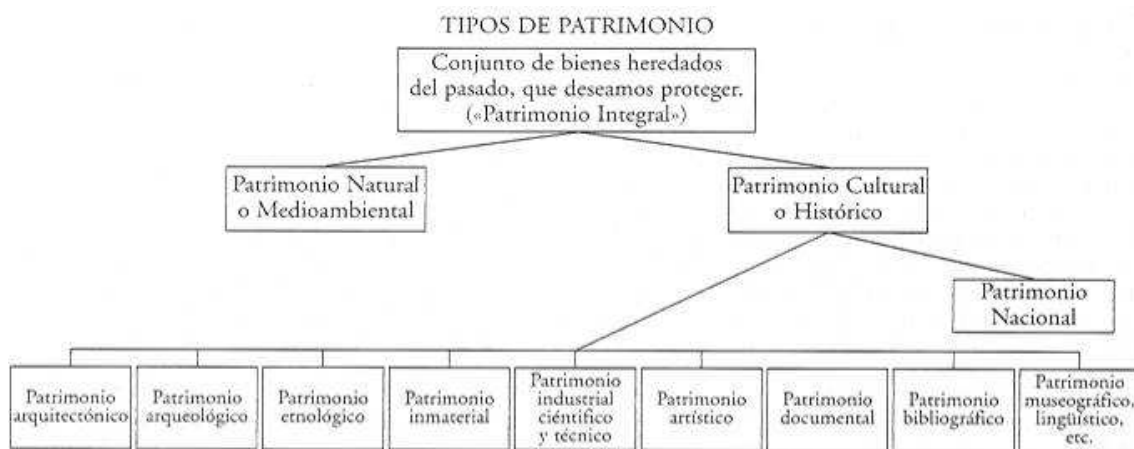 TIPOS DE PATRIMONIO
Conjunto de bienes heredados
del pasado, que deseamos proteger.
(«Patrimonio Integral»)
Patrimonio Natural
o Medioambiental
Patrimonio Cultural
o Histórico
Patrimonio
Nacional
Patrimonio
arquitectónico
Patrimonio
arqueológico
Patrimonio
etnológico
Patrimonio
inmaterial
Patrimonio
industrial
ciéntifico
y técnico
Patrimonio
artístico
Patrimonio
documental
Patrimonio
bibliográfico
Patrimonio
museográfico,
lingüístico,
etc.